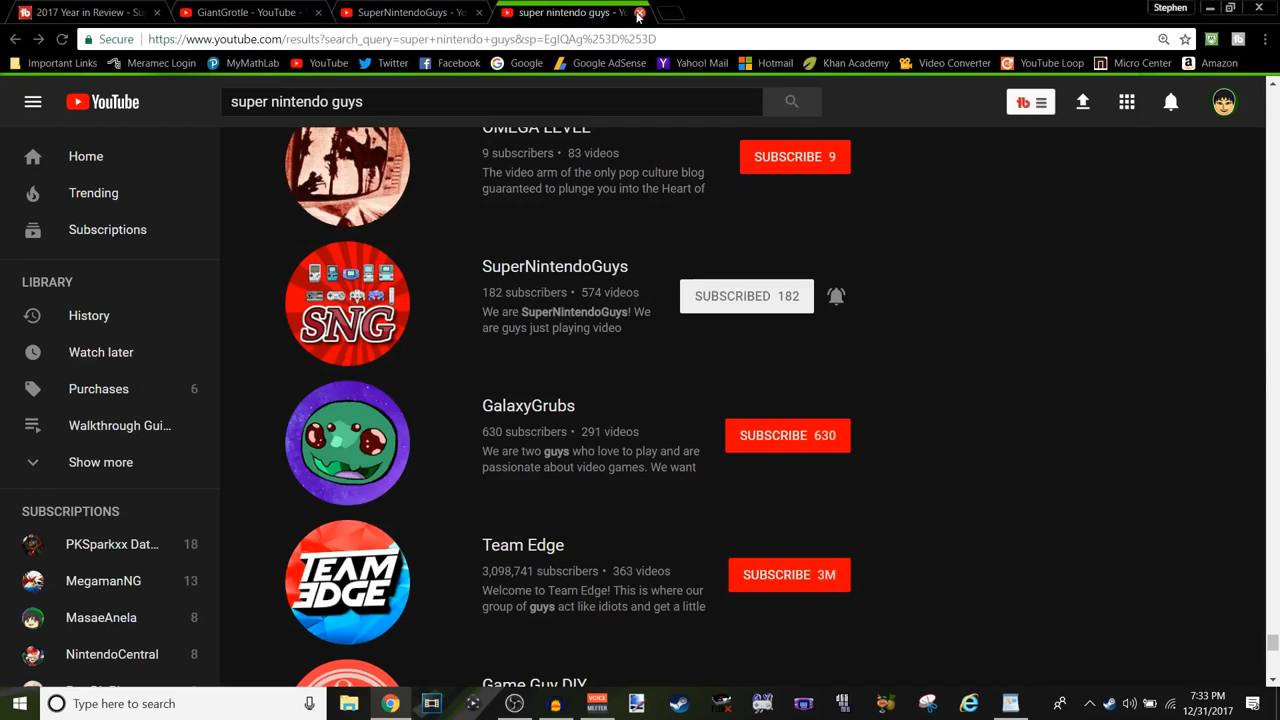 2017 Year in Review - Su
GiantGrotle - YouTube
SuperNintendoGuys - Yo
super nintendo guys - Yo
Stephen
Secure
https://www.youtube.com/results?search_query=super+nintendo+guys&sp=EgIQAg%253D%253D
Important Links
Meramec Login
MyMathLab
YouTube
Twitter
Facebook
Google
Google AdSense
Yahoo! Mail
Hotmail
Khan Academy
Video Converter
YouTube Loop
Micro Center
Amazon
YouTube
super nintendo guys
Home
Trending
Subscriptions
LIBRARY
History
Watch later
Purchases 6
Walkthrough Gui...
Show more
SUBSCRIPTIONS
PKSparkxx Dat... 18
MegamanNG 13
MasaeAnela 8
NintendoCentral 8
OMEGA LEVEL
9 subscribers • 83 videos
The video arm of the only pop culture blog
guaranteed to plunge you into the Heart of
SUBSCRIBE 9
SNG
SuperNintendoGuys
182 subscribers • 574 videos
We are SuperNintendoGuys! We
are guys just playing video
SUBSCRIBED 182
GalaxyGrubs
630 subscribers • 291 videos
We are two guys who love to play and are
passionate about video games. We want
SUBSCRIBE 630
TEAM
EDGE
Team Edge
3,098,741 subscribers • 363 videos
Welcome to Team Edge! This is where our
group of guys act like idiots and get a little
SUBSCRIBE 3M
Game Guy DIY
Type here to search
VOICE
MEETER
7:33 PM
12/31/2017